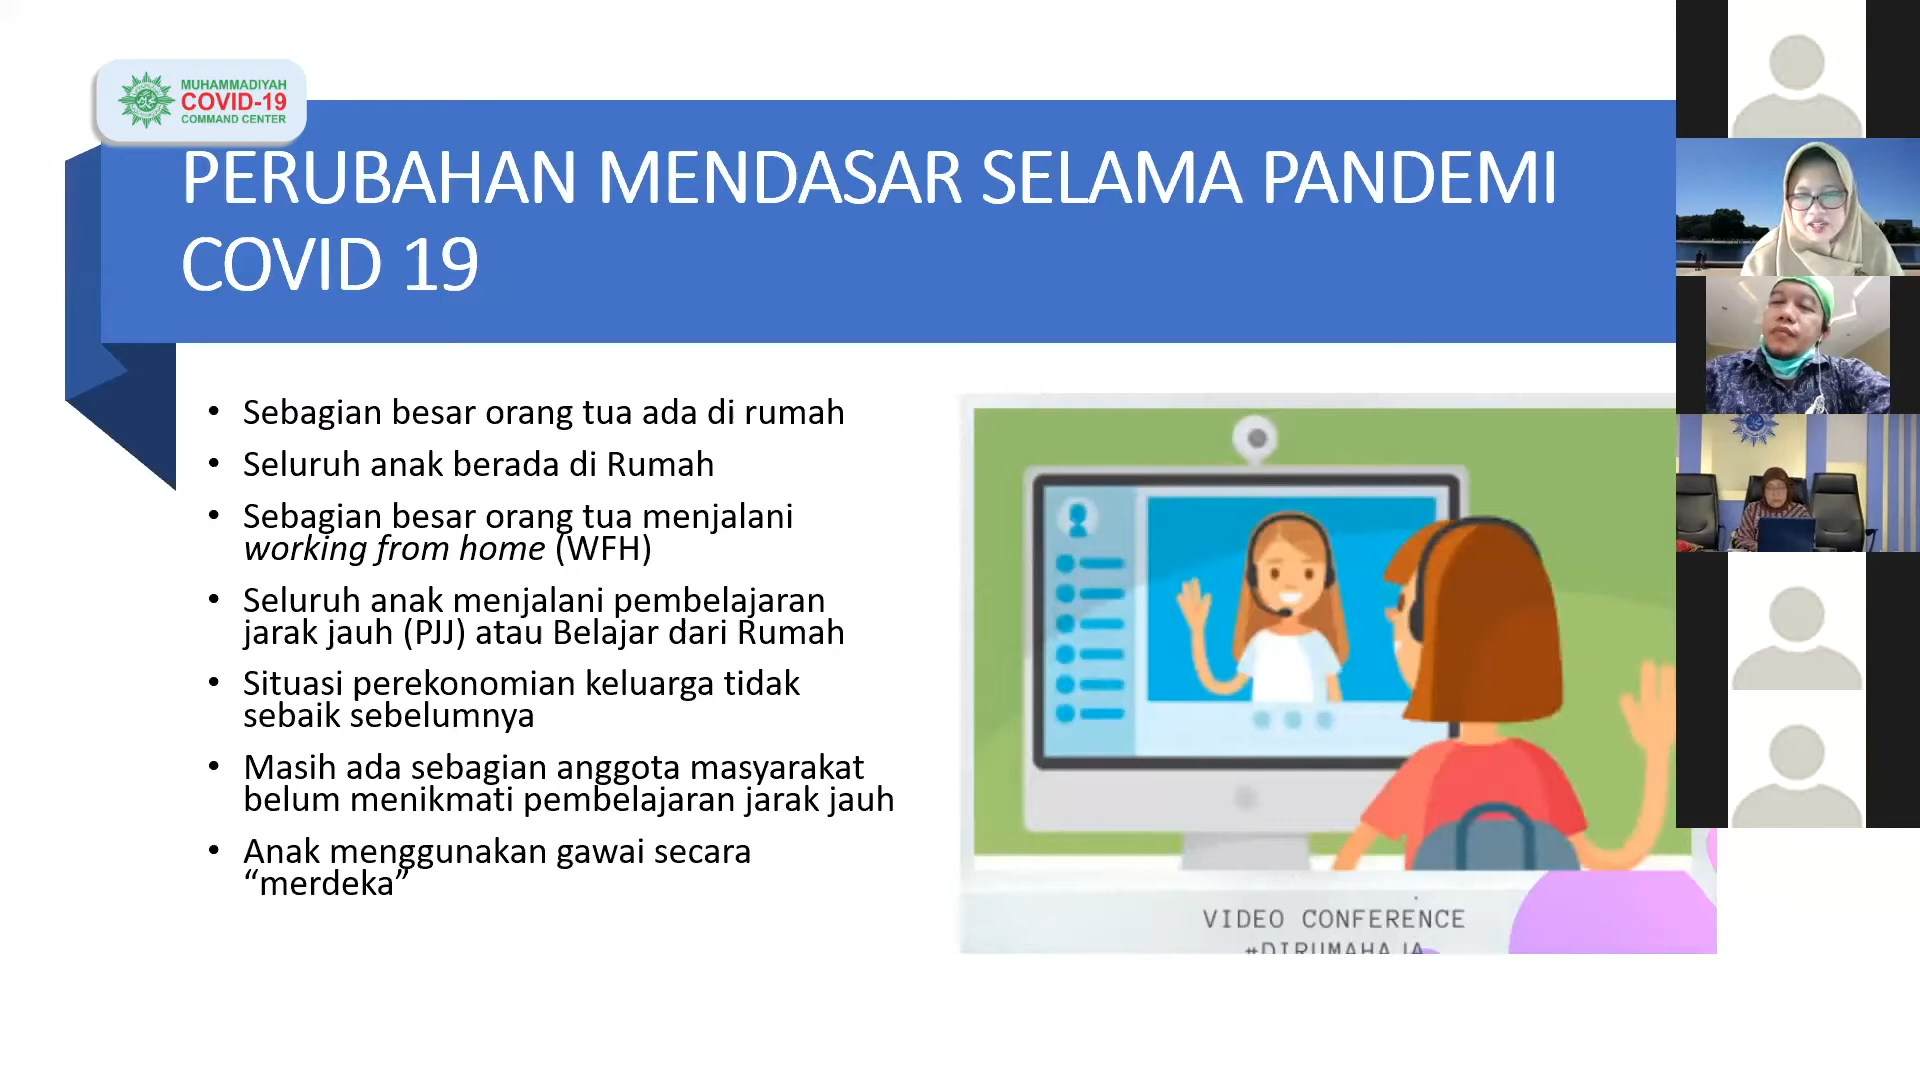 MUHAMMADIYAH
COVID-19
COMMAND CENTER
PERUBAHAN MENDASAR SELAMA PANDEMI
COVID 19
• Sebagian besar orang tua ada di rumah
• Seluruh anak berada di Rumah
• Sebagian besar orang tua menjalani
working from home (WFH)
• Seluruh anak menjalani pembelajaran
jarak jauh (PJJ) atau Belajar dari Rumah
• Situasi perekonomian keluarga tidak
sebaik sebelumnya
• Masih ada sebagian anggota masyarakat
belum menikmati pembelajaran jarak jauh
• Anak menggunakan gawai secara
“merdeka”
VIDEO CONFERENCE
#DIRUMAHAJA